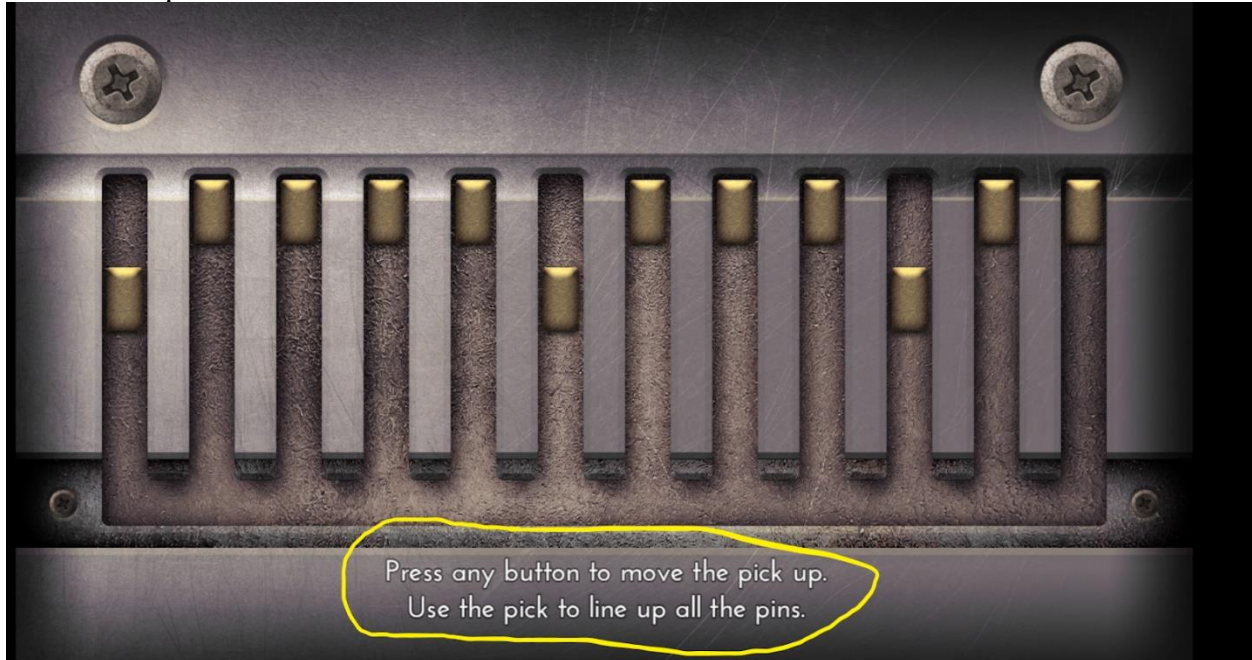 Press any button to move the pick up.
Use the pick to line up all the pins.